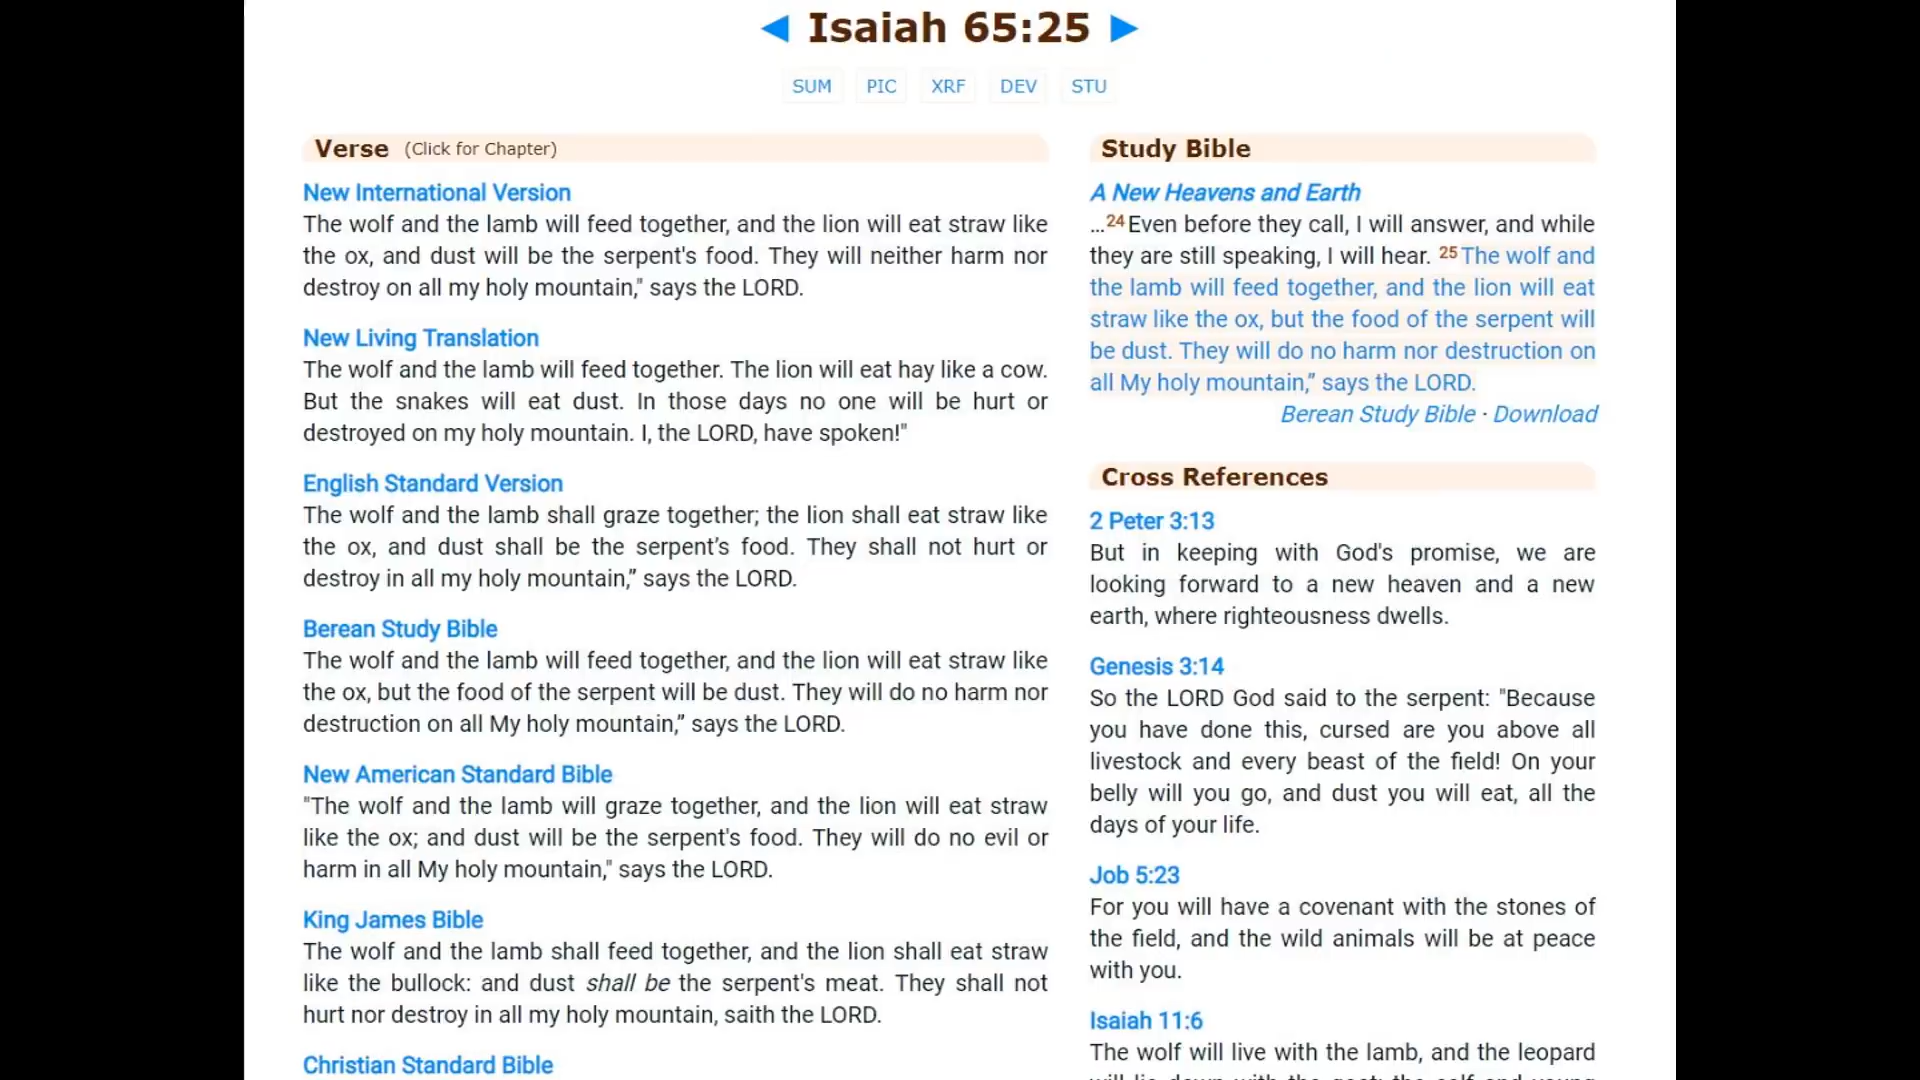 ◀ Isaiah 65:25 ▶
SUM PIC XRF DEV STU
Verse (Click for Chapter)
New International Version
The wolf and the lamb will feed together, and the lion will eat straw like
the ox, and dust will be the serpent's food. They will neither harm nor
destroy on all my holy mountain," says the LORD.
New Living Translation
The wolf and the lamb will feed together. The lion will eat hay like a cow.
But the snakes will eat dust. In those days no one will be hurt or
destroyed on my holy mountain. I, the LORD, have spoken!"
English Standard Version
The wolf and the lamb shall graze together; the lion shall eat straw like
the ox, and dust shall be the serpent’s food. They shall not hurt or
destroy in all my holy mountain,” says the LORD.
Berean Study Bible
The wolf and the lamb will feed together, and the lion will eat straw like
the ox, but the food of the serpent will be dust. They will do no harm nor
destruction on all My holy mountain,” says the LORD.
New American Standard Bible
"The wolf and the lamb will graze together, and the lion will eat straw
like the ox; and dust will be the serpent's food. They will do no evil or
harm in all My holy mountain," says the LORD.
King James Bible
The wolf and the lamb shall feed together, and the lion shall eat straw
like the bullock: and dust shall be the serpent's meat. They shall not
hurt nor destroy in all my holy mountain, saith the LORD.
Christian Standard Bible
Study Bible
A New Heavens and Earth
…24 Even before they call, I will answer, and while
they are still speaking, I will hear. 25 The wolf and
the lamb will feed together, and the lion will eat
straw like the ox, but the food of the serpent will
be dust. They will do no harm nor destruction on
all My holy mountain,” says the LORD.
Berean Study Bible · Download
Cross References
2 Peter 3:13
But in keeping with God's promise, we are
looking forward to a new heaven and a new
earth, where righteousness dwells.
Genesis 3:14
So the LORD God said to the serpent: "Because
you have done this, cursed are you above all
livestock and every beast of the field! On your
belly will you go, and dust you will eat, all the
days of your life.
Job 5:23
For you will have a covenant with the stones of
the field, and the wild animals will be at peace
with you.
Isaiah 11:6
The wolf will live with the lamb, and the leopard